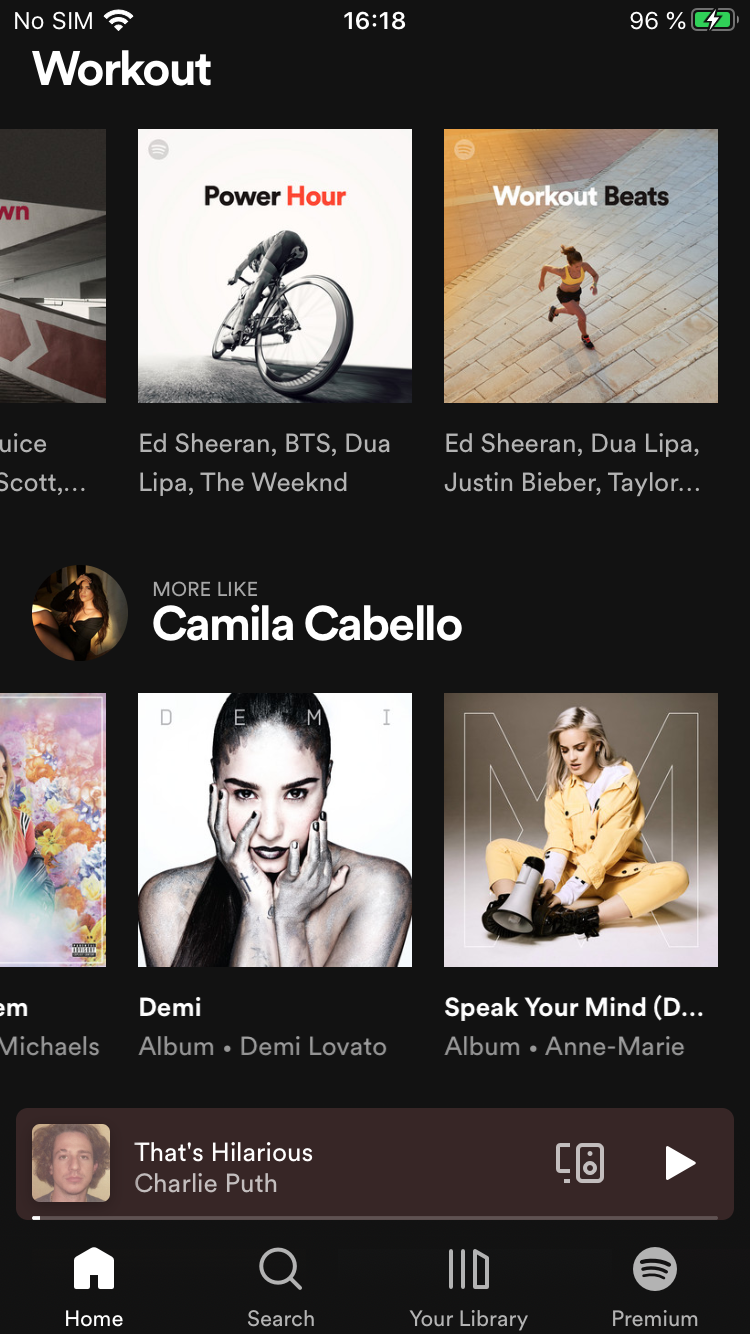 No SIM 16:18 96 %
Workout
wn
Power Hour
Workout Beats
uice
Scott,...
Ed Sheeran, BTS, Dua
Lipa, The Weeknd
Ed Sheeran, Dua Lipa,
Justin Bieber, Taylor...
MORE LIKE
Camila Cabello
D E M I
em
Michaels
Demi
Album • Demi Lovato
Speak Your Mind (D...
Album • Anne-Marie
That's Hilarious
Charlie Puth
Home
Search
Your Library
Premium